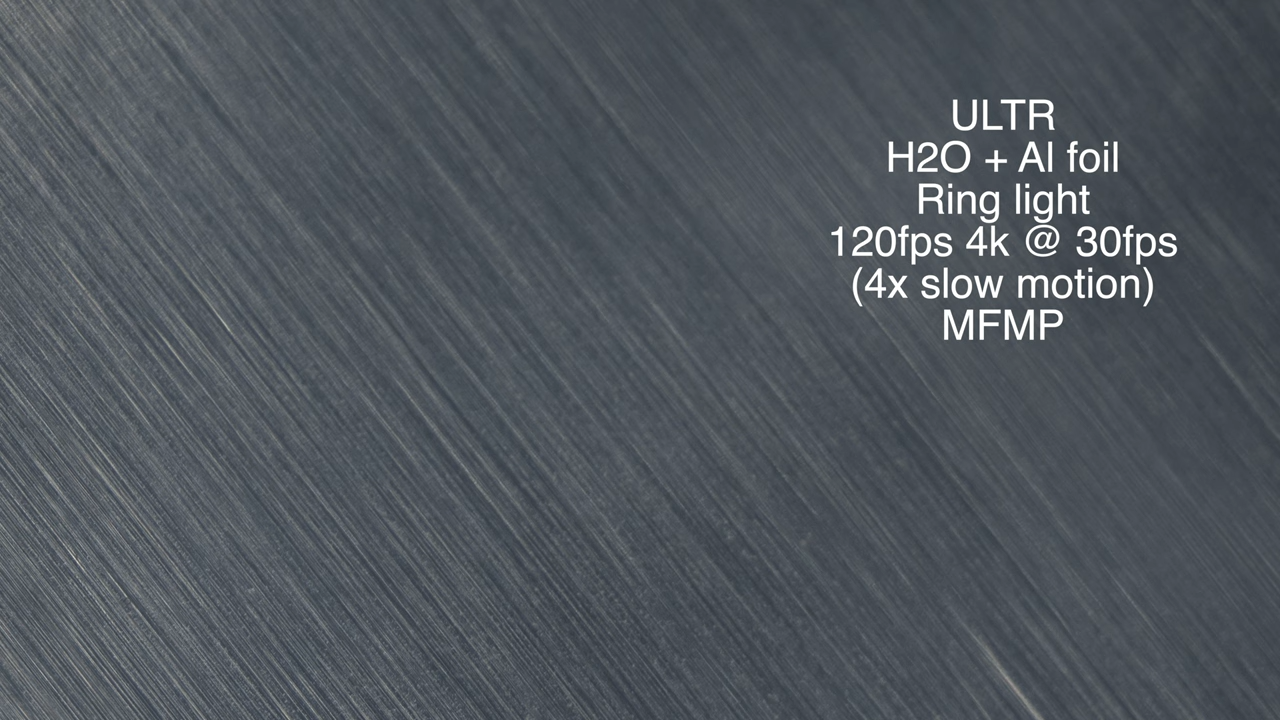 ULTR
H2O + Al foil
Ring light
120fps 4k @ 30fps
(4x slow motion)
MFMP